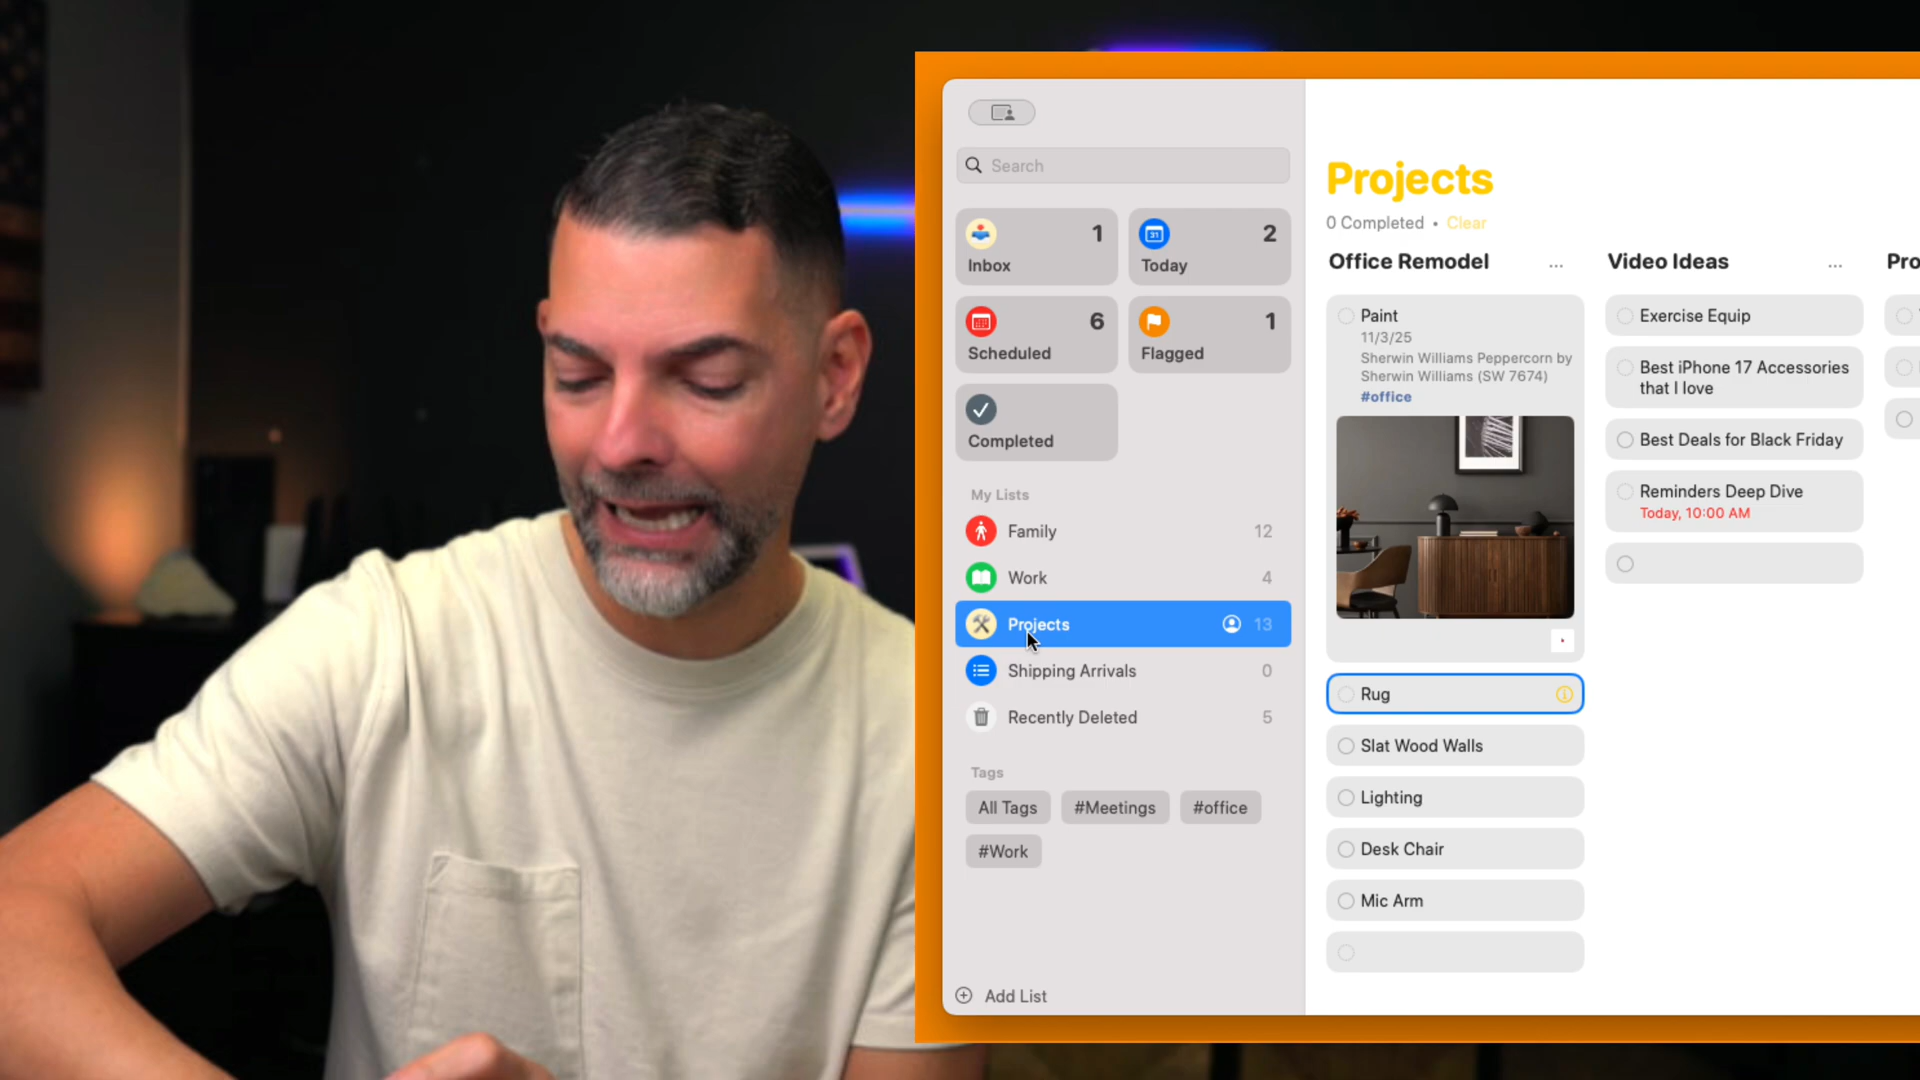 Search
Inbox
1
Today
2
31
Scheduled
6
Flagged
1
Completed
My Lists
Family
12
Work
4
Projects
13
Shipping Arrivals
0
Recently Deleted
5
Tags
All Tags
#Meetings
#office
#Work
Add List
Projects
0 Completed • Clear
Office Remodel
...
Paint
11/3/25
Sherwin Williams Peppercorn by
Sherwin Williams (SW 7674)
#office
Rug
Slat Wood Walls
Lighting
Desk Chair
Mic Arm
Video Ideas
...
Exercise Equip
Best iPhone 17 Accessories
that I love
Best Deals for Black Friday
Reminders Deep Dive
Today, 10:00 AM
Pro